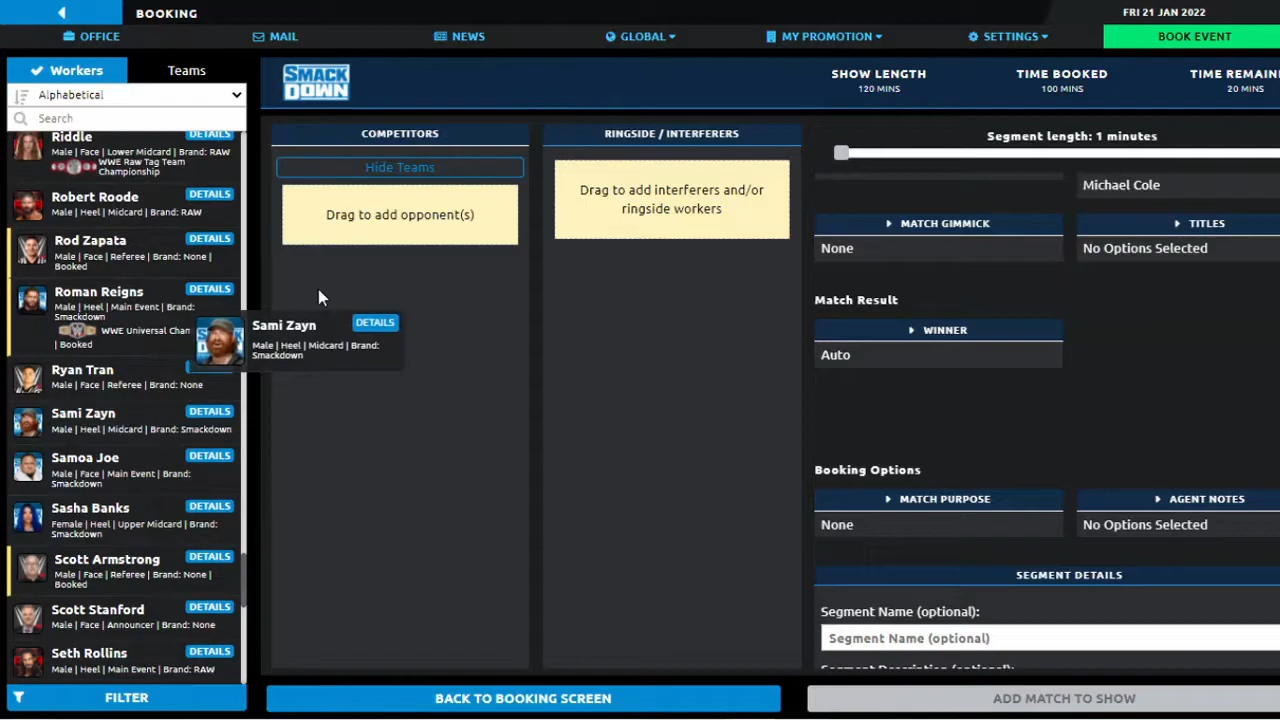 BOOKING
FRI 21 JAN 2022
OFFICE
MAIL
NEWS
GLOBAL
MY PROMOTION
SETTINGS
BOOK EVENT
Workers
Teams
Alphabetical
Search
SMACK
DOWN
SHOW LENGTH
120 MINS
TIME BOOKED
100 MINS
TIME REMAIN
20 MINS
Riddle
DETAILS
Male | Face | Lower Midcard | Brand: RAW
WWE Raw Tag Team
Championship
Robert Roode
DETAILS
Male | Heel | Midcard | Brand: RAW
Rod Zapata
DETAILS
Male | Face | Referee | Brand: None |
Booked
Roman Reigns
DETAILS
Male | Heel | Main Event | Brand:
Smackdown
WWE Universal Chan
| Booked
Ryan Tran
Male | Face | Referee | Brand: None
Sami Zayn
DETAILS
Male | Heel | Midcard | Brand: Smackdown
Samoa Joe
DETAILS
Male | Face | Main Event | Brand:
Smackdown
Sasha Banks
DETAILS
Female | Heel | Upper Midcard | Brand:
Smackdown
Scott Armstrong
DETAILS
Male | Face | Referee | Brand: None |
Booked
Scott Stanford
DETAILS
Male | Face | Announcer | Brand: None
Seth Rollins
DETAILS
Male | Heel | Main Event | Brand: RAW
FILTER
Sami Zayn
DETAILS
Male | Heel | Midcard | Brand:
Smackdown
COMPETITORS
Hide Teams
Drag to add opponent(s)
RINGSIDE / INTERFERERS
Drag to add interferers and/or
ringside workers
Segment length: 1 minutes
Michael Cole
MATCH GIMMICK
None
TITLES
No Options Selected
Match Result
WINNER
Auto
Booking Options
MATCH PURPOSE
None
AGENT NOTES
No Options Selected
SEGMENT DETAILS
Segment Name (optional):
Segment Name (optional)
Segment Description (optional):
BACK TO BOOKING SCREEN
ADD MATCH TO SHOW